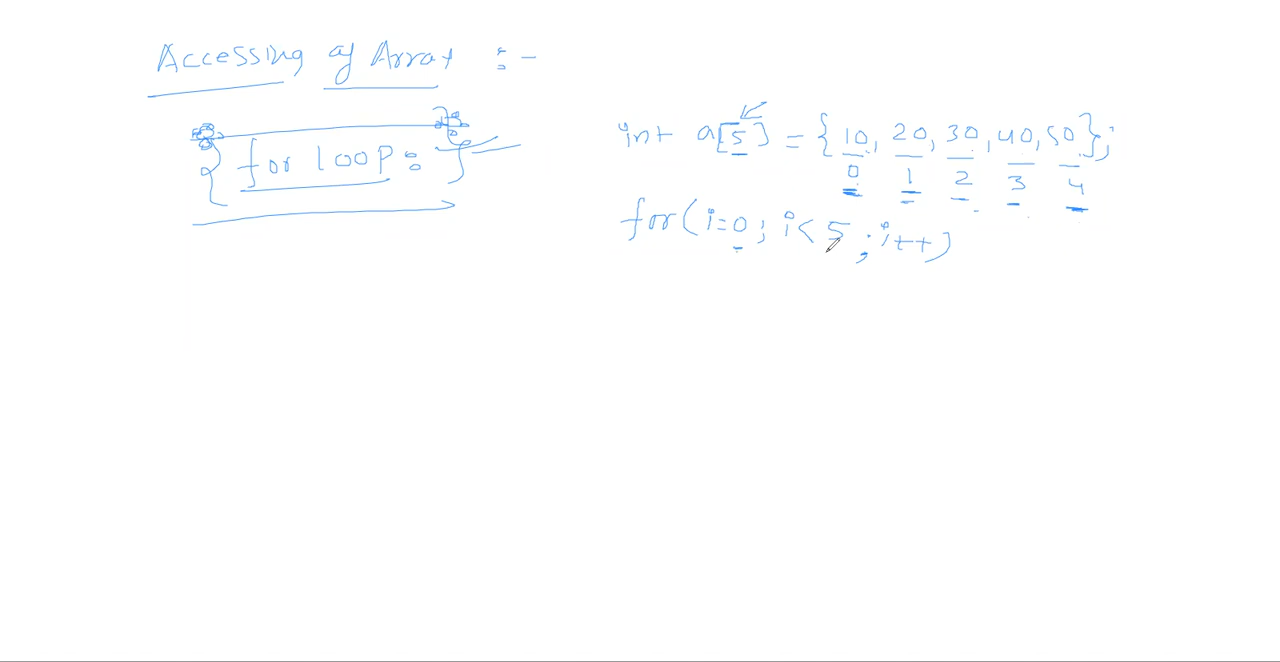 Accessing of Array :-
{ for loop : }
int a[5] = {10, 20, 30, 40, 50};
0 1 2 3 4
for(i=0; i<5; i++)